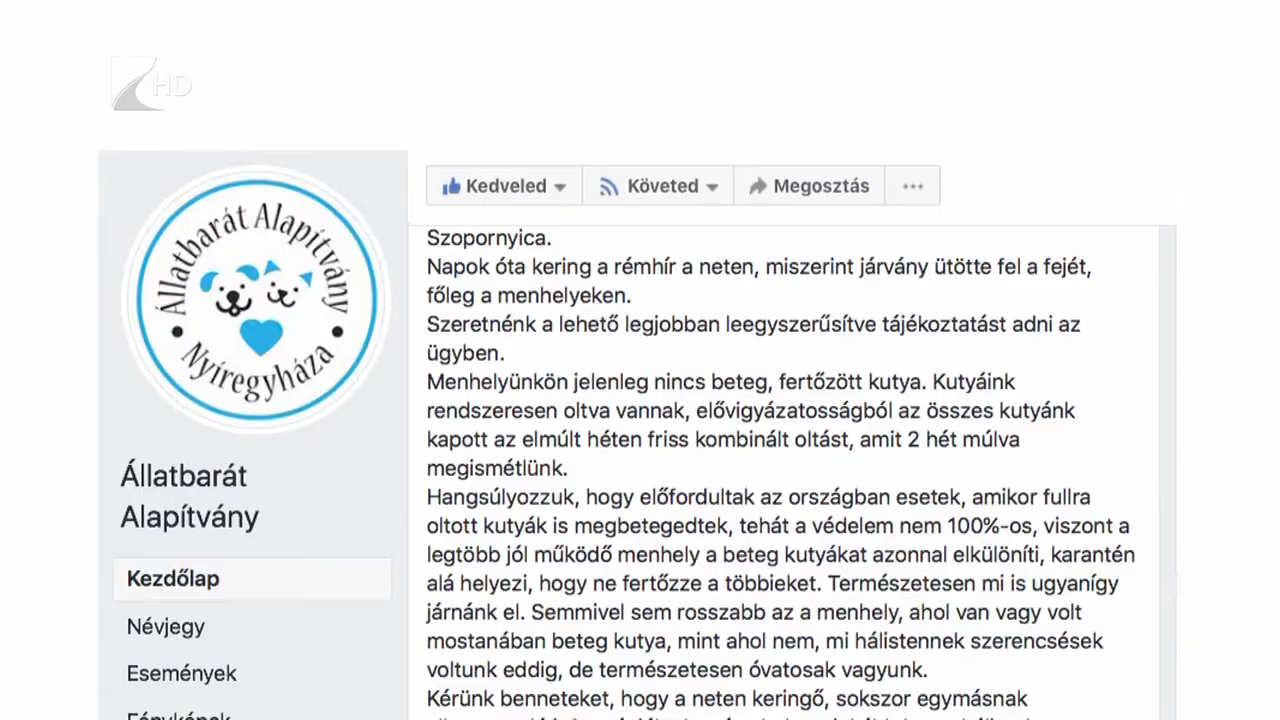 HD
Állatbarát Alapítvány
Nyíregyháza
Állatbarát
Alapítvány
Kezdőlap
Névjegy
Események
Fényképek
Kedveled
Követed
Megosztás
Szopornyica.
Napok óta kering a rémhír a neten, miszerint járvány ütötte fel a fejét,
főleg a menhelyeken.
Szeretnénk a lehető legjobban leegyszerűsítve tájékoztatást adni az
ügyben.
Menhelyünkön jelenleg nincs beteg, fertőzött kutya. Kutyáink
rendszeresen oltva vannak, elővigyázatosságból az összes kutyánk
kapott az elmúlt héten friss kombinált oltást, amit 2 hét múlva
megismétlünk.
Hangsúlyozzuk, hogy előfordultak az országban esetek, amikor fullra
oltott kutyák is megbetegedtek, tehát a védelem nem 100%-os, viszont a
legtöbb jól működő menhely a beteg kutyákat azonnal elkülöníti, karantén
alá helyezi, hogy ne fertőzze a többieket. Természetesen mi is ugyanígy
járnánk el. Semmivel sem rosszabb az a menhely, ahol van vagy volt
mostanában beteg kutya, mint ahol nem, mi hálistennek szerencsések
voltunk eddig, de természetesen óvatosak vagyunk.
Kérünk benneteket, hogy a neten keringő, sokszor egymásnak